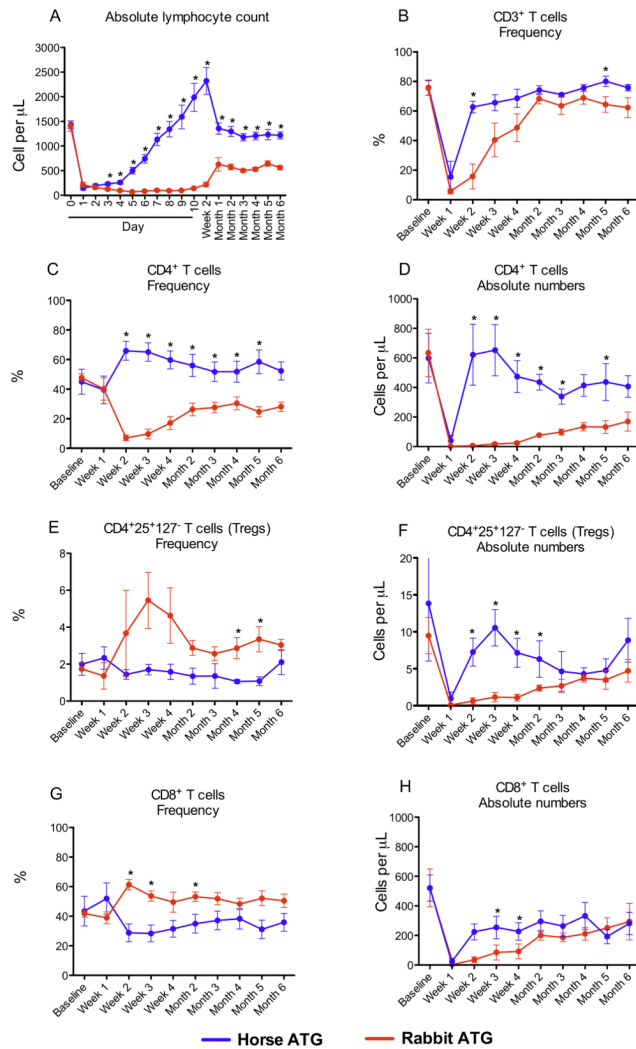 A
Absolute lymphocyte count
Cell per μL
3000
2500
2000
1500
1000
500
0
* * * * * * * * * * * * * * *
0 1 2 3 4 5 6 7 8 9 10 Week 2 Month 1 Month 2 Month 3 Month 4 Month 5 Month 6
Day
B
CD3⁺ T cells
Frequency
%
100
80
60
40
20
0
* *
Baseline Week 1 Week 2 Week 3 Week 4 Month 2 Month 3 Month 4 Month 5 Month 6
C
CD4⁺ T cells
Frequency
%
100
80
60
40
20
0
* * * * * * *
Baseline Week 1 Week 2 Week 3 Week 4 Month 2 Month 3 Month 4 Month 5 Month 6
D
CD4⁺ T cells
Absolute numbers
Cells per μL
1000
800
600
400
200
0
* * * * * *
Baseline Week 1 Week 2 Week 3 Week 4 Month 2 Month 3 Month 4 Month 5 Month 6
E
CD4⁺25⁺127⁻ T cells (Tregs)
Frequency
%
8
6
4
2
0
* *
Baseline Week 1 Week 2 Week 3 Week 4 Month 2 Month 3 Month 4 Month 5 Month 6
F
CD4⁺25⁺127⁻ T cells (Tregs)
Absolute numbers
Cells per μL
20
15
10
5
0
* * * *
Baseline Week 1 Week 2 Week 3 Week 4 Month 2 Month 3 Month 4 Month 5 Month 6
G
CD8⁺ T cells
Frequency
%
100
80
60
40
20
0
* * *
Baseline Week 1 Week 2 Week 3 Week 4 Month 2 Month 3 Month 4 Month 5 Month 6
H
CD8⁺ T cells
Absolute numbers
Cells per μL
1000
800
600
400
200
0
* *
Baseline Week 1 Week 2 Week 3 Week 4 Month 2 Month 3 Month 4 Month 5 Month 6
Horse ATG Rabbit ATG